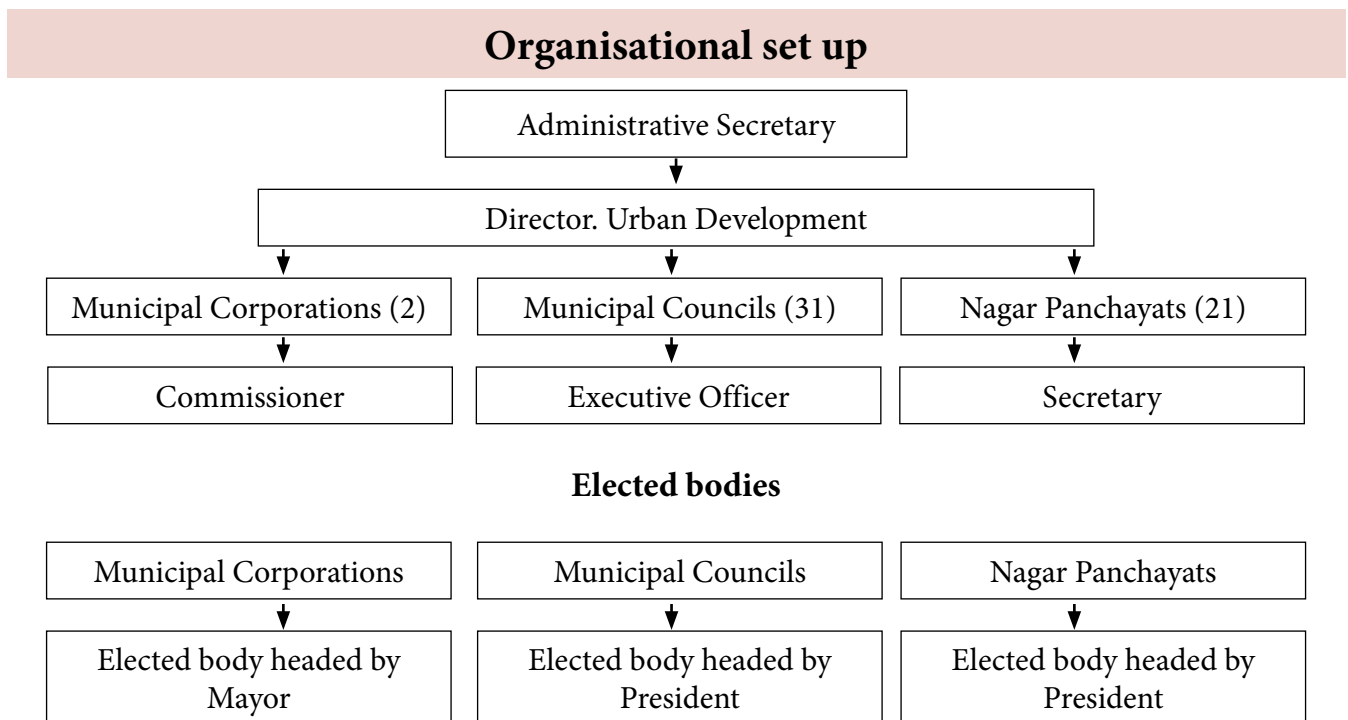 Organisational set up
Administrative Secretary
Director. Urban Development
Municipal Corporations (2)
Municipal Councils (31)
Nagar Panchayats (21)
Commissioner
Executive Officer
Secretary
Elected bodies
Municipal Corporations
Municipal Councils
Nagar Panchayats
Elected body headed by
Mayor
Elected body headed by
President
Elected body headed by
President